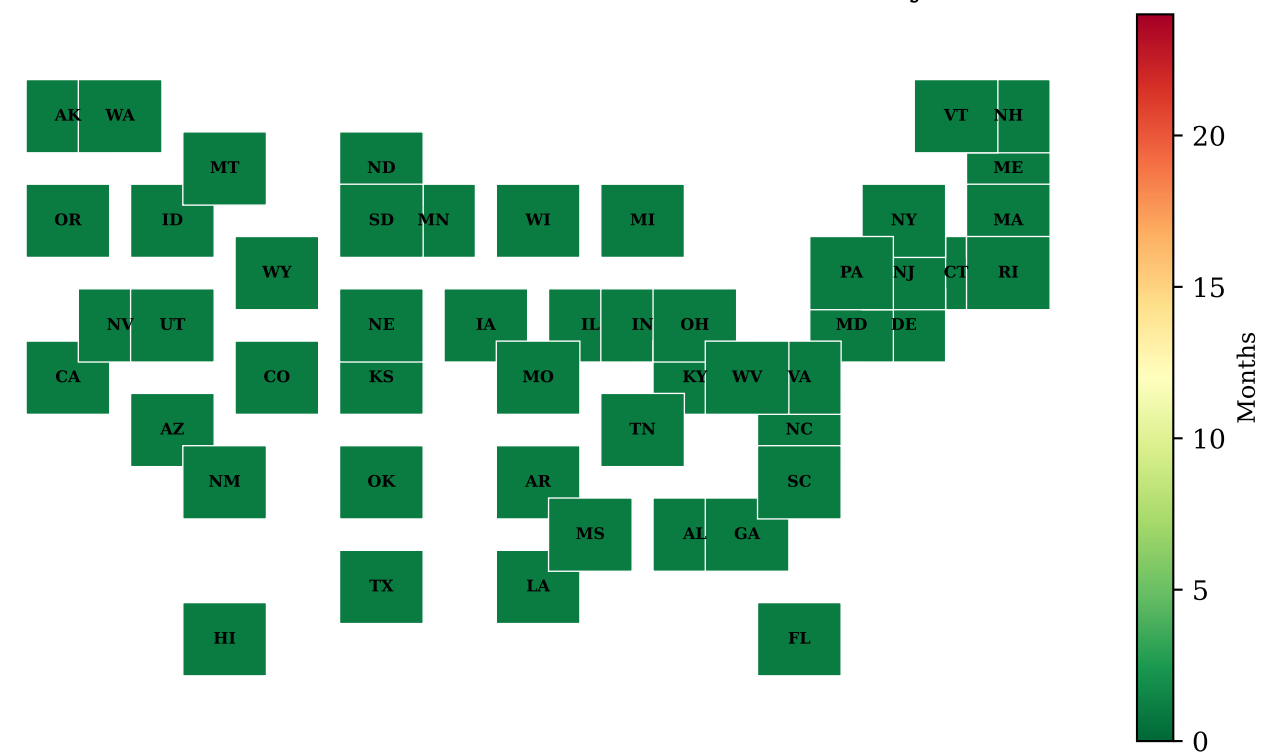 AK WA VT NH
MT ND ME
OR ID SD MN WI MI NY MA
WY PA NJ CT RI
NV UT NE IA IL IN OH MD DE
CA CO KS MO KY WV VA
AZ TN NC
NM OK AR SC
MS AL GA
TX LA
HI FL
20
15
10
5
0
Months